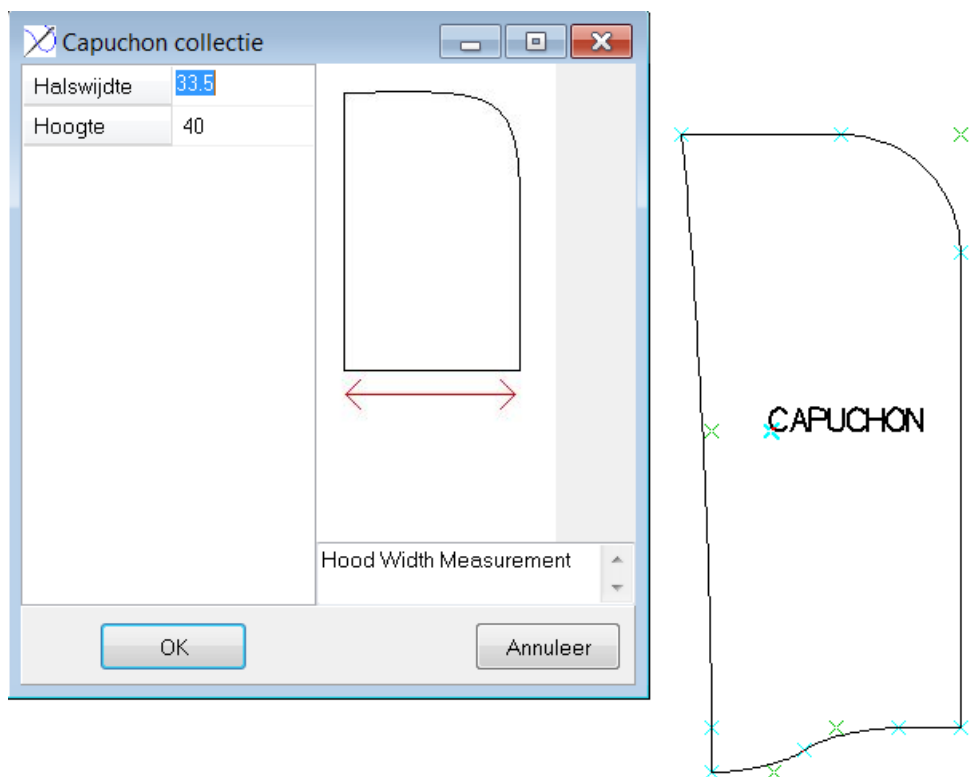 Capuchon collectie
Halswijdte 33.5
Hoogte 40
CAPUCHON
Hood Width Measurement
OK Annuleer